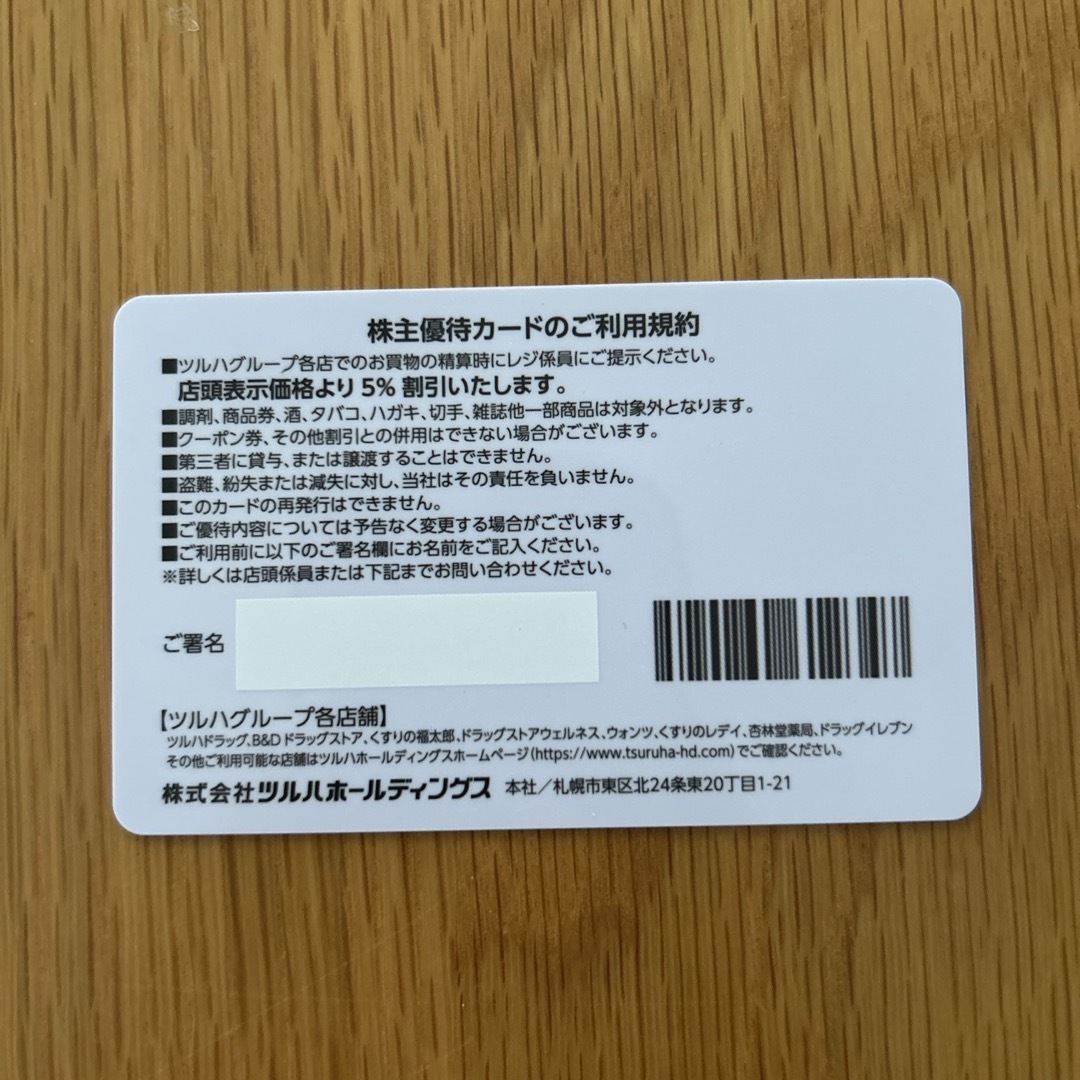 株主優待カードのご利用規約
■ツルハグループ各店でのお買物の精算時にレジ係員にご提示ください。
店頭表示価格より 5% 割引いたします。
■調剤、商品券、酒、タバコ、ハガキ、切手、雑誌他一部商品は対象外となります。
■クーポン券、その他割引との併用はできない場合がございます。
■第三者に貸与、または譲渡することはできません。
■盗難、紛失または減失に対し、当社はその責任を負いません。
■このカードの再発行はできません。
■ご優待内容については予告なく変更する場合がございます。
■ご利用前に以下のご署名欄にお名前をご記入ください。
※詳しくは店頭係員または下記までお問い合わせください。
ご署名
【ツルハグループ各店舗】
ツルハドラッグ、B&Dドラッグストア、くすりの福太郎、ドラッグストアウェルネス、ウォンツ、くすりのレデイ、杏林堂薬局、ドラッグイレブン
その他ご利用可能な店舗はツルハホールディングスホームページ(https://www.tsuruha-hd.com)でご確認ください。
株式会社ツルハホールディングス 本社/札幌市東区北24条東20丁目1-21